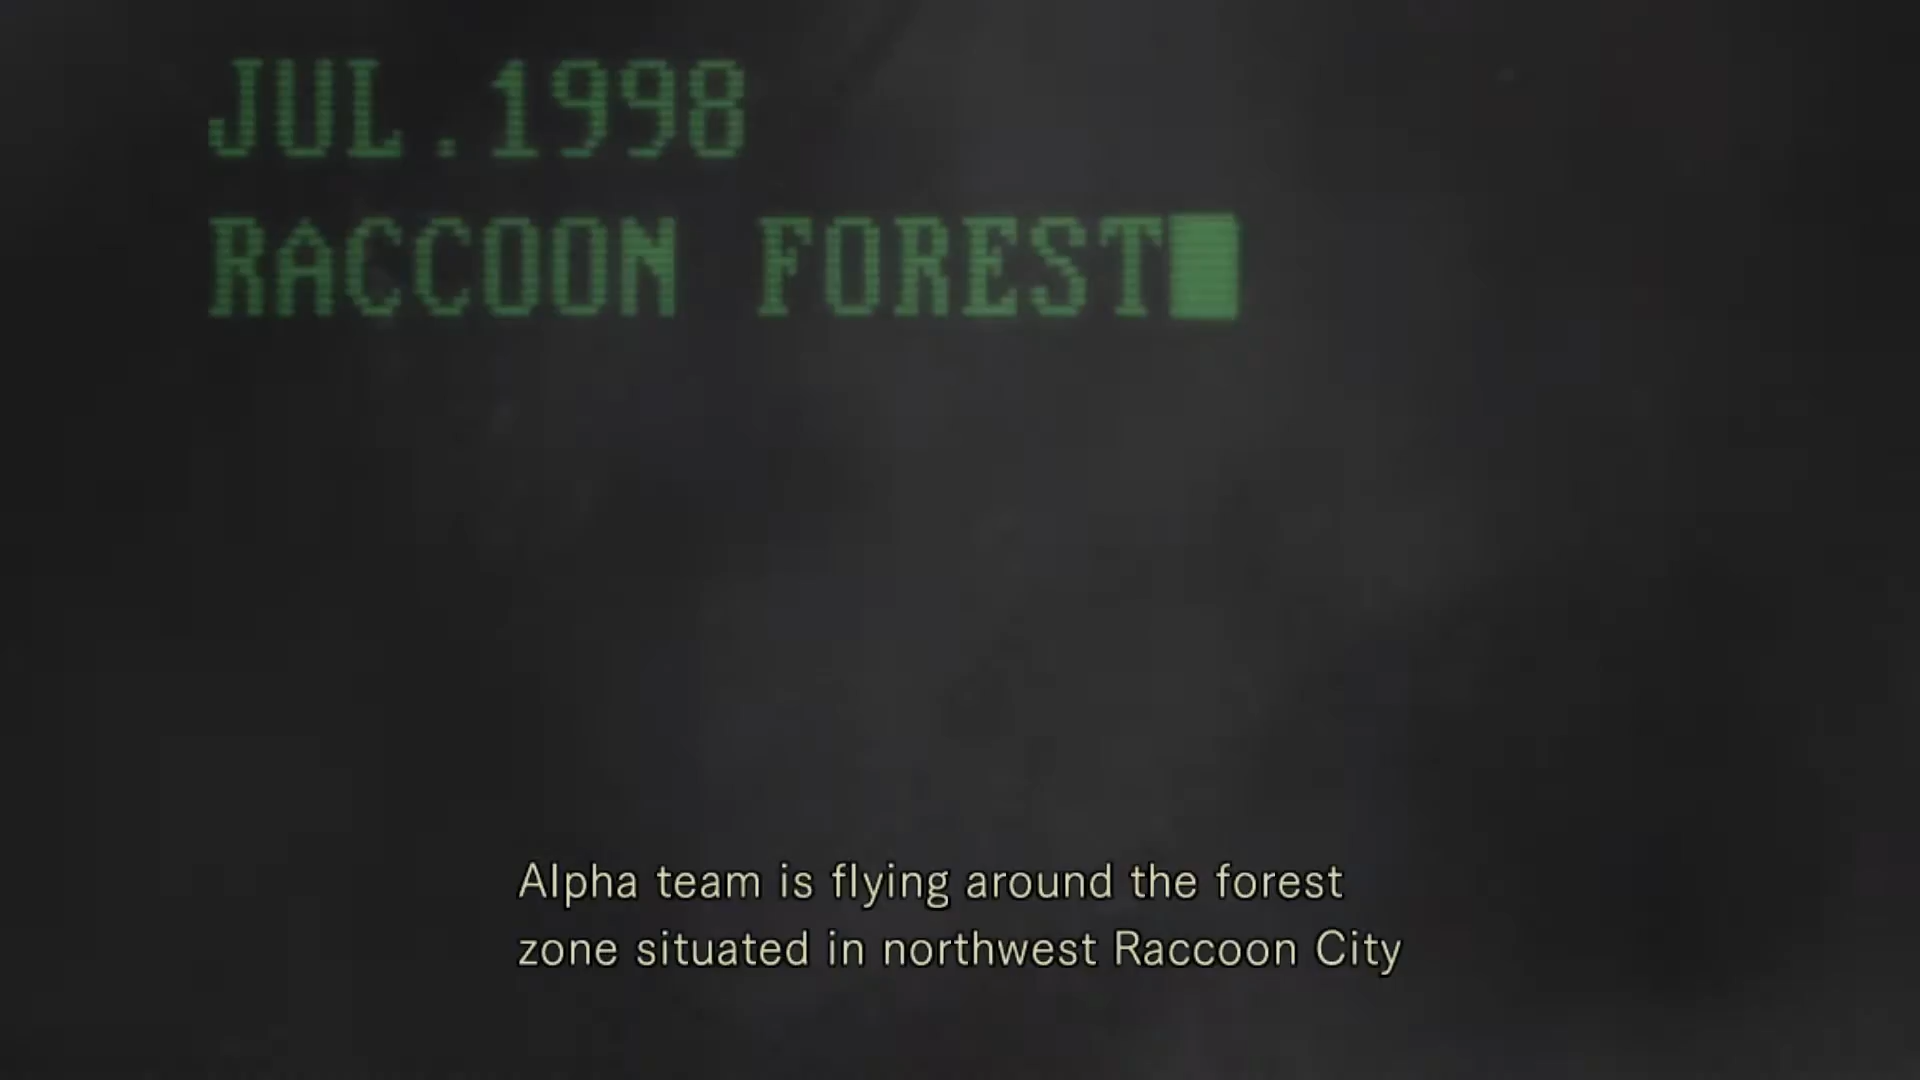 JUL.1998
RACCOON FOREST
Alpha team is flying around the forest
zone situated in northwest Raccoon City